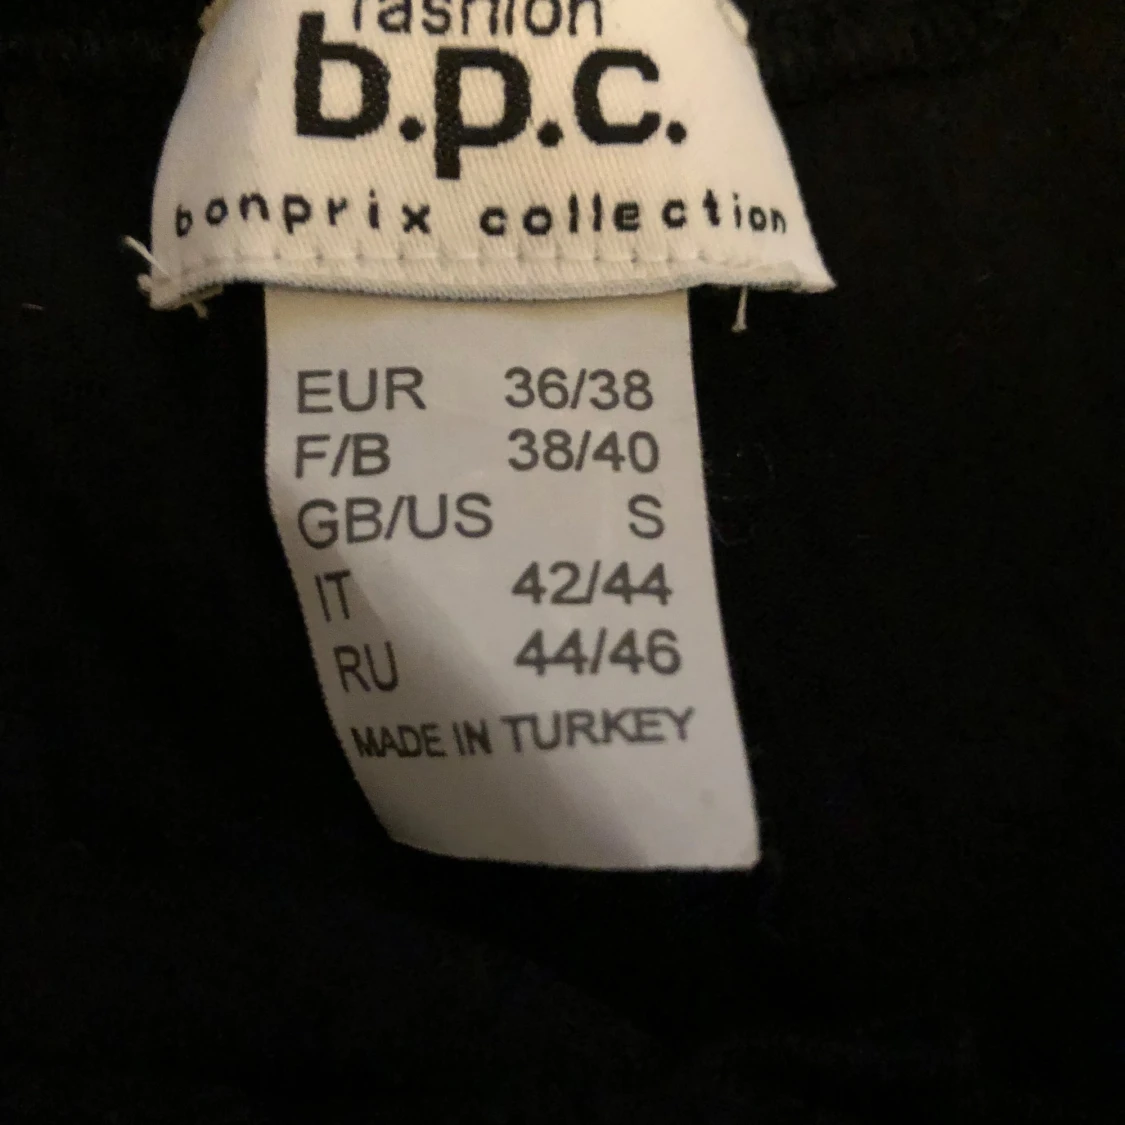 fashion
b.p.c.
bonprix collection
EUR 36/38
F/B 38/40
GB/US S
IT 42/44
RU 44/46
MADE IN TURKEY